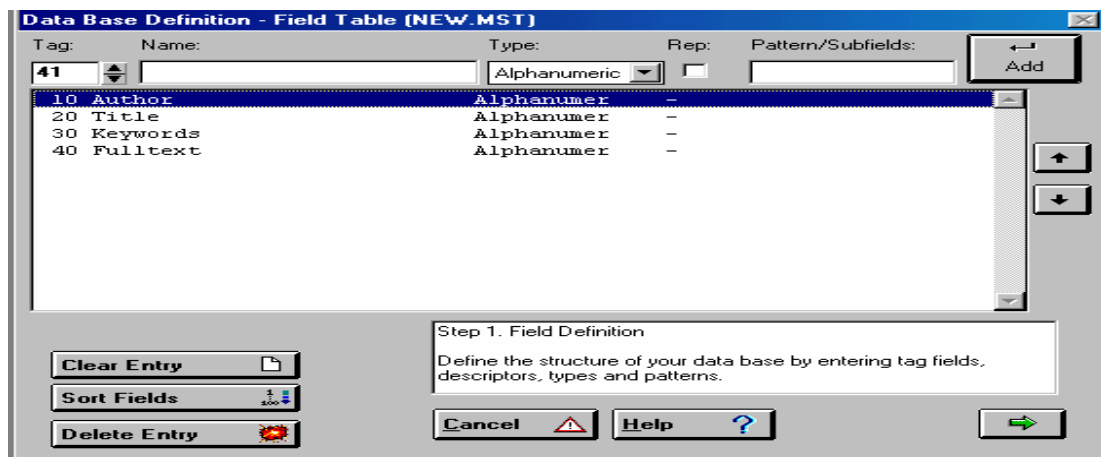 Data Base Definition - Field Table (NEW.MST)
Tag: Name: Type: Rep: Pattern/Subfields:
41 Alphanumeric Add
10 Author Alphanumer -
20 Title Alphanumer -
30 Keywords Alphanumer -
40 Fulltext Alphanumer -
Step 1. Field Definition
Define the structure of your data base by entering tag fields,
descriptors, types and patterns.
Clear Entry
Sort Fields
Delete Entry
Cancel Help ?